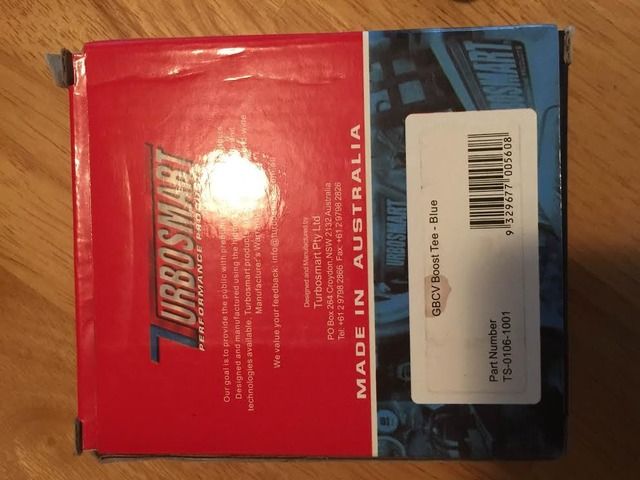 TURBOSMART
PERFORMANCE PRODUCTS
Our goal is to provide the public with
Designed and manufactured using the
technologies available. Turbosmart products
Manufacturer's
We value your feedback: info@
Designed and Manufactured by
Turbosmart Pty Ltd
PO Box 264 Croydon, NSW 2132 Australia
Tel: +61 2 9798 2866 Fax: +61 2 9798 2826
MADE IN AUSTRALIA
TURBOSMART
TURBOSMART
GBCV Boost Tee - Blue
9 329677 005608
Part Number
TS-0106-1001